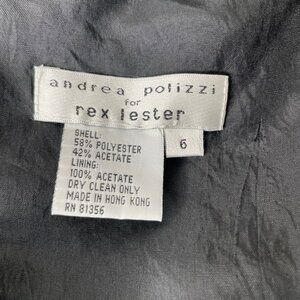 andrea polizzi
for
rex lester
6
SHELL:
58% POLYESTER
42% ACETATE
LINING:
100% ACETATE
DRY CLEAN ONLY
MADE IN HONG KONG
RN 81356